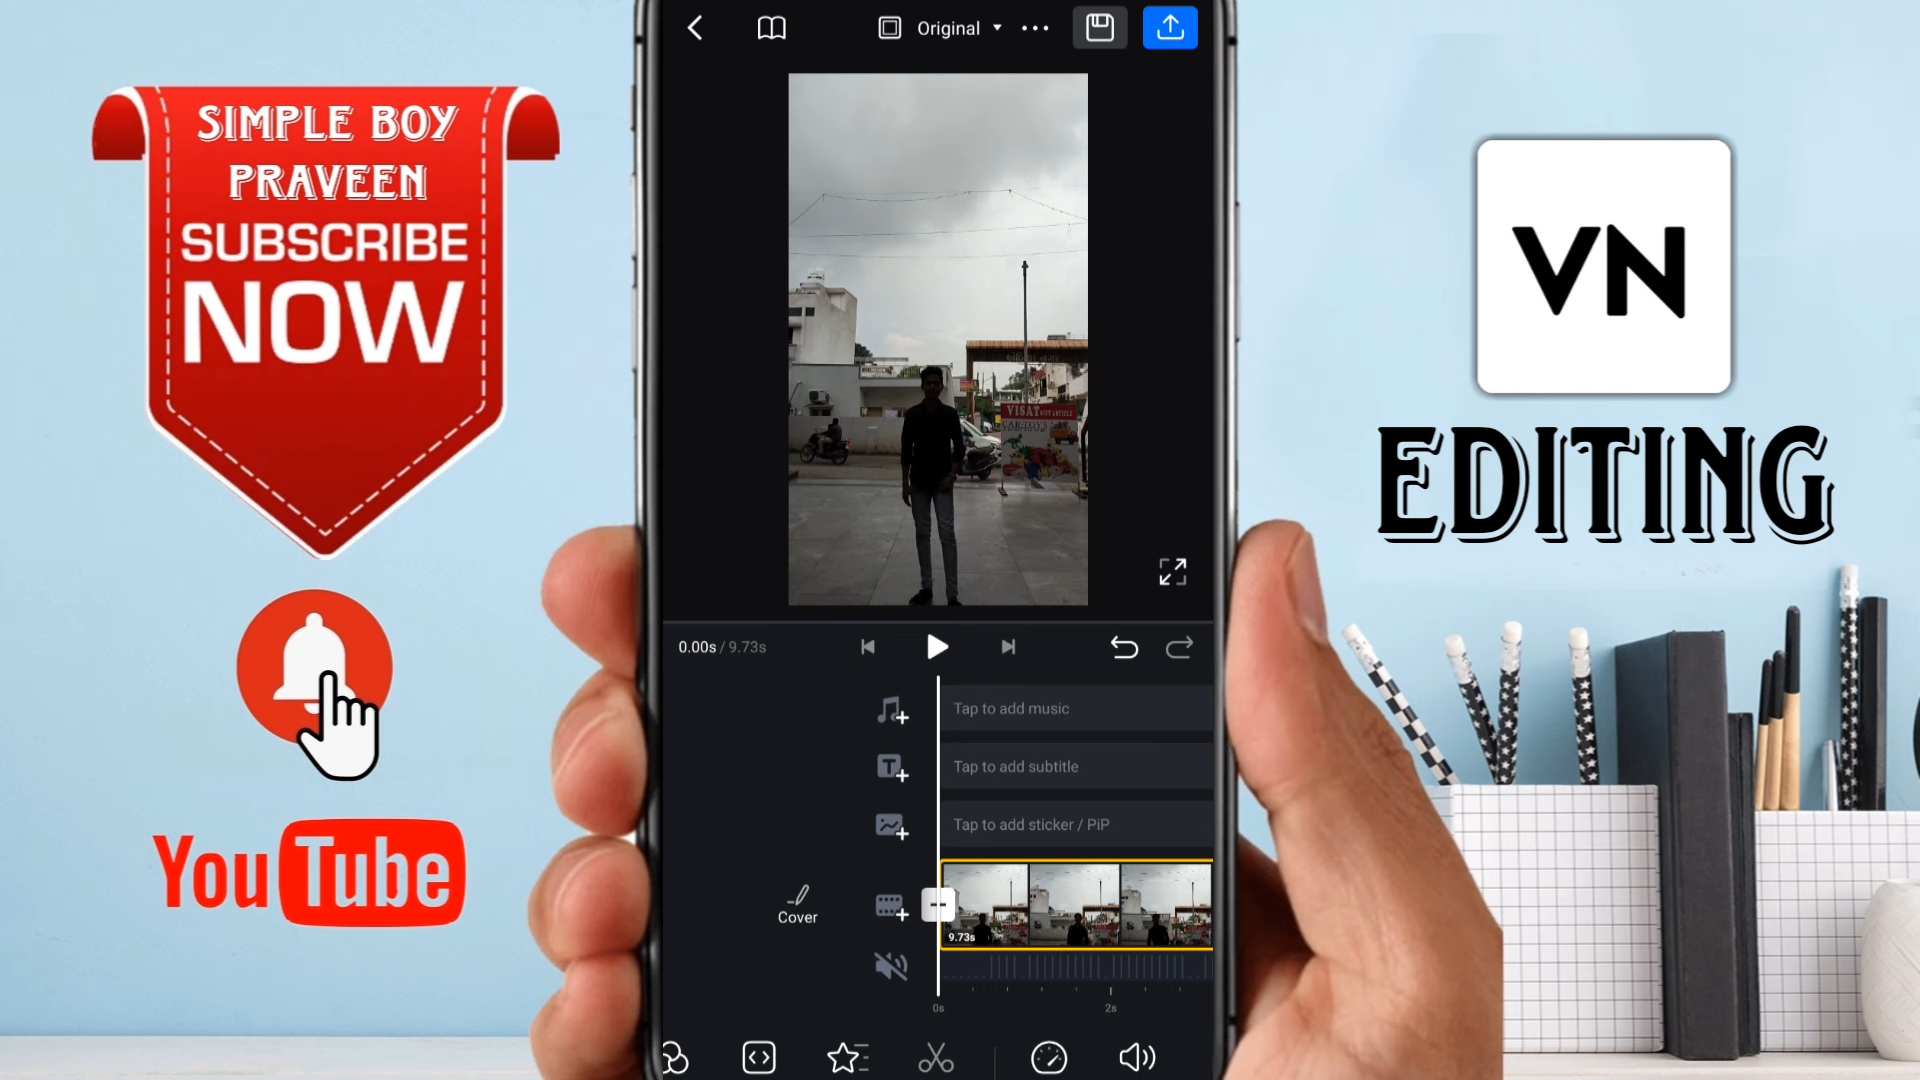 SIMPLE BOY
PRAVEEN
SUBSCRIBE
NOW
YouTube
Original
VISAT
0.00s / 9.73s
Tap to add music
Tap to add subtitle
Tap to add sticker / PiP
Cover
9.73s
0s
2s
VN
EDITING